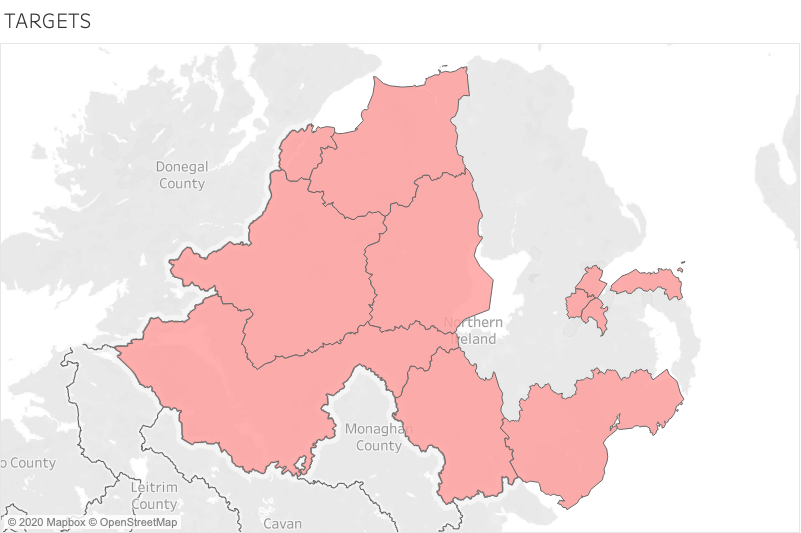 TARGETS
Donegal
County
Northern
Ireland
Monaghan
County
o County
Leitrim
County
Cavan
© 2020 Mapbox © OpenStreetMap